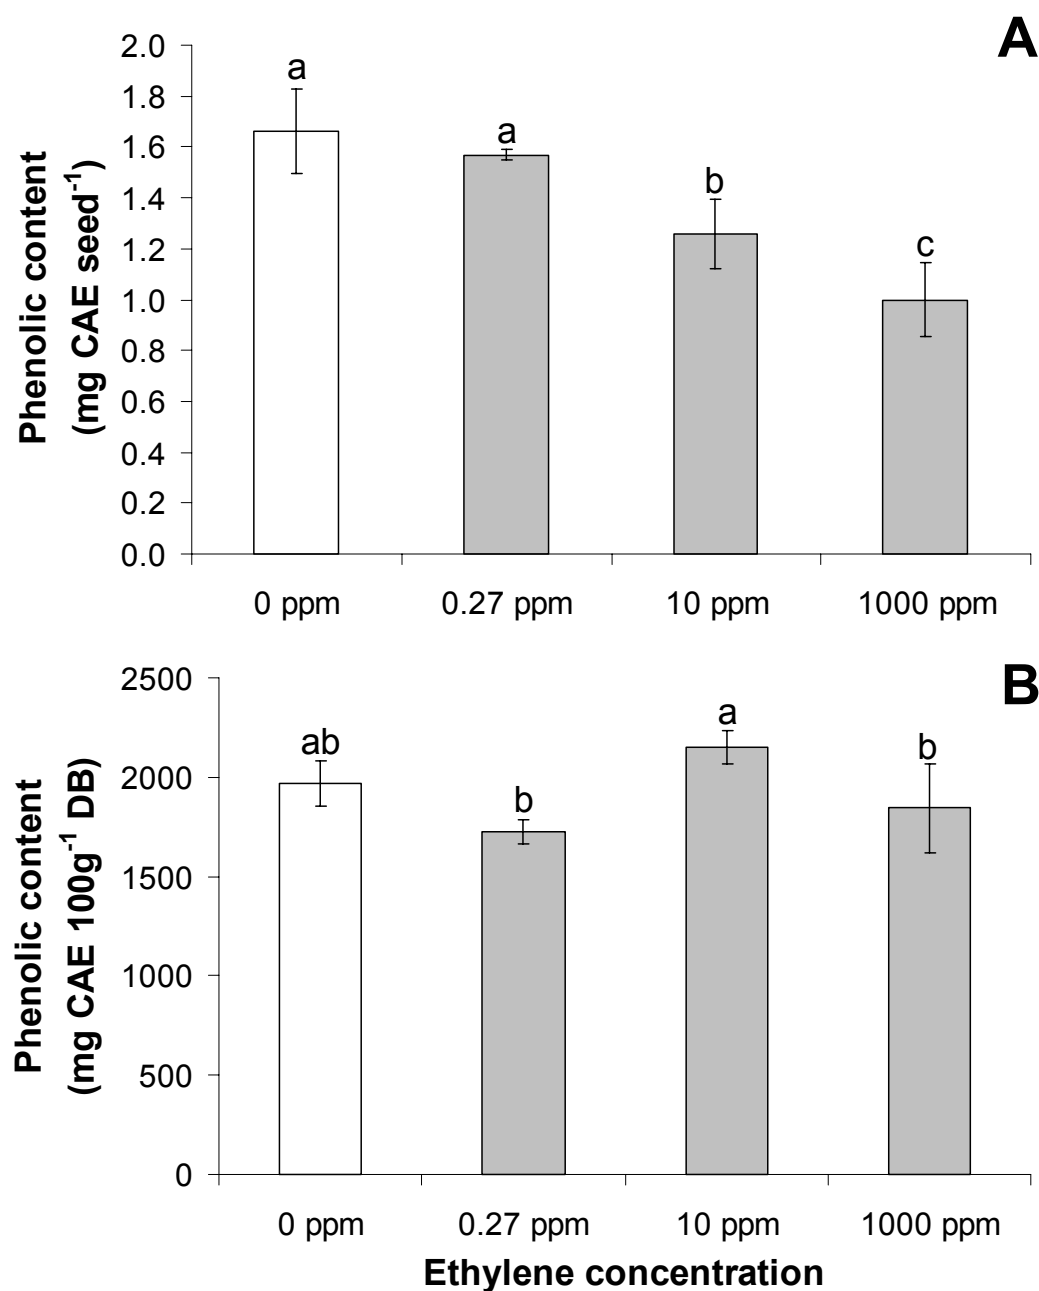 A
Phenolic content
(mg CAE seed⁻¹)
2.0
1.8
1.6
1.4
1.2
1.0
0.8
0.6
0.4
0.2
0.0
a
a
b
c
0 ppm
0.27 ppm
10 ppm
1000 ppm
B
Phenolic content
(mg CAE 100g⁻¹ DB)
2500
2000
1500
1000
500
0
ab
b
a
b
0 ppm
0.27 ppm
10 ppm
1000 ppm
Ethylene concentration